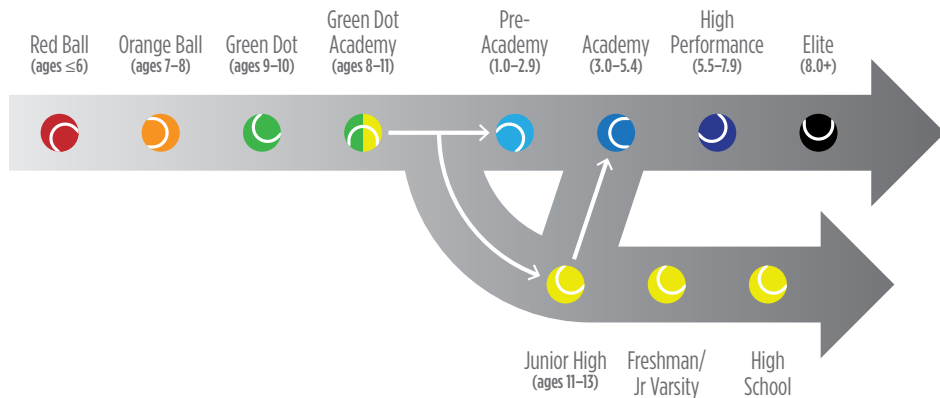 Red Ball
(ages ≤6)
Orange Ball
(ages 7–8)
Green Dot
(ages 9–10)
Green Dot
Academy
(ages 8–11)
Pre-
Academy
(1.0–2.9)
Academy
(3.0–5.4)
High
Performance
(5.5–7.9)
Elite
(8.0+)
Junior High
(ages 11–13)
Freshman/
Jr Varsity
High
School